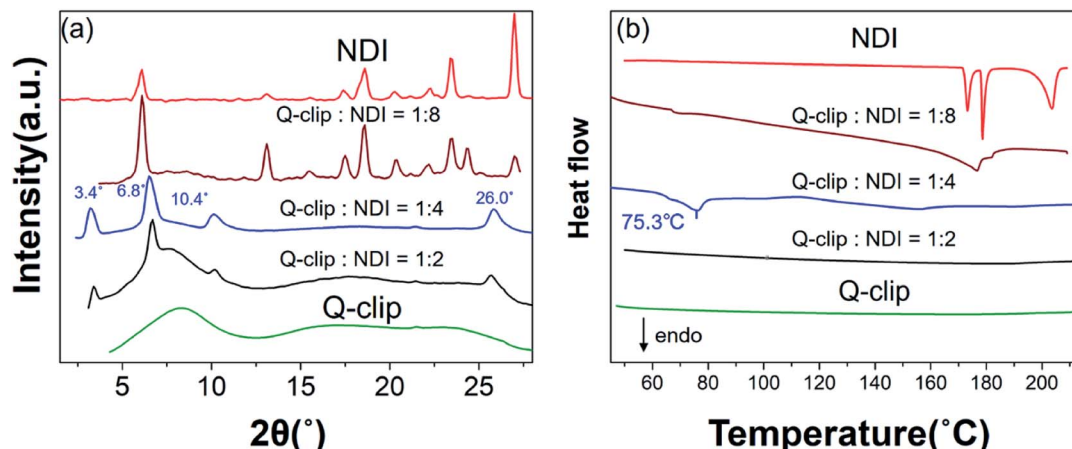 (a)
NDI
Q-clip : NDI = 1:8
3.4°
6.8°
10.4°
26.0°
Q-clip : NDI = 1:4
Q-clip : NDI = 1:2
Q-clip
Intensity(a.u.)
5 10 15 20 25
2θ(°)
(b)
NDI
Q-clip : NDI = 1:8
Q-clip : NDI = 1:4
75.3°C
Q-clip : NDI = 1:2
Q-clip
endo
Heat flow
60 80 100 120 140 160 180 200
Temperature(°C)